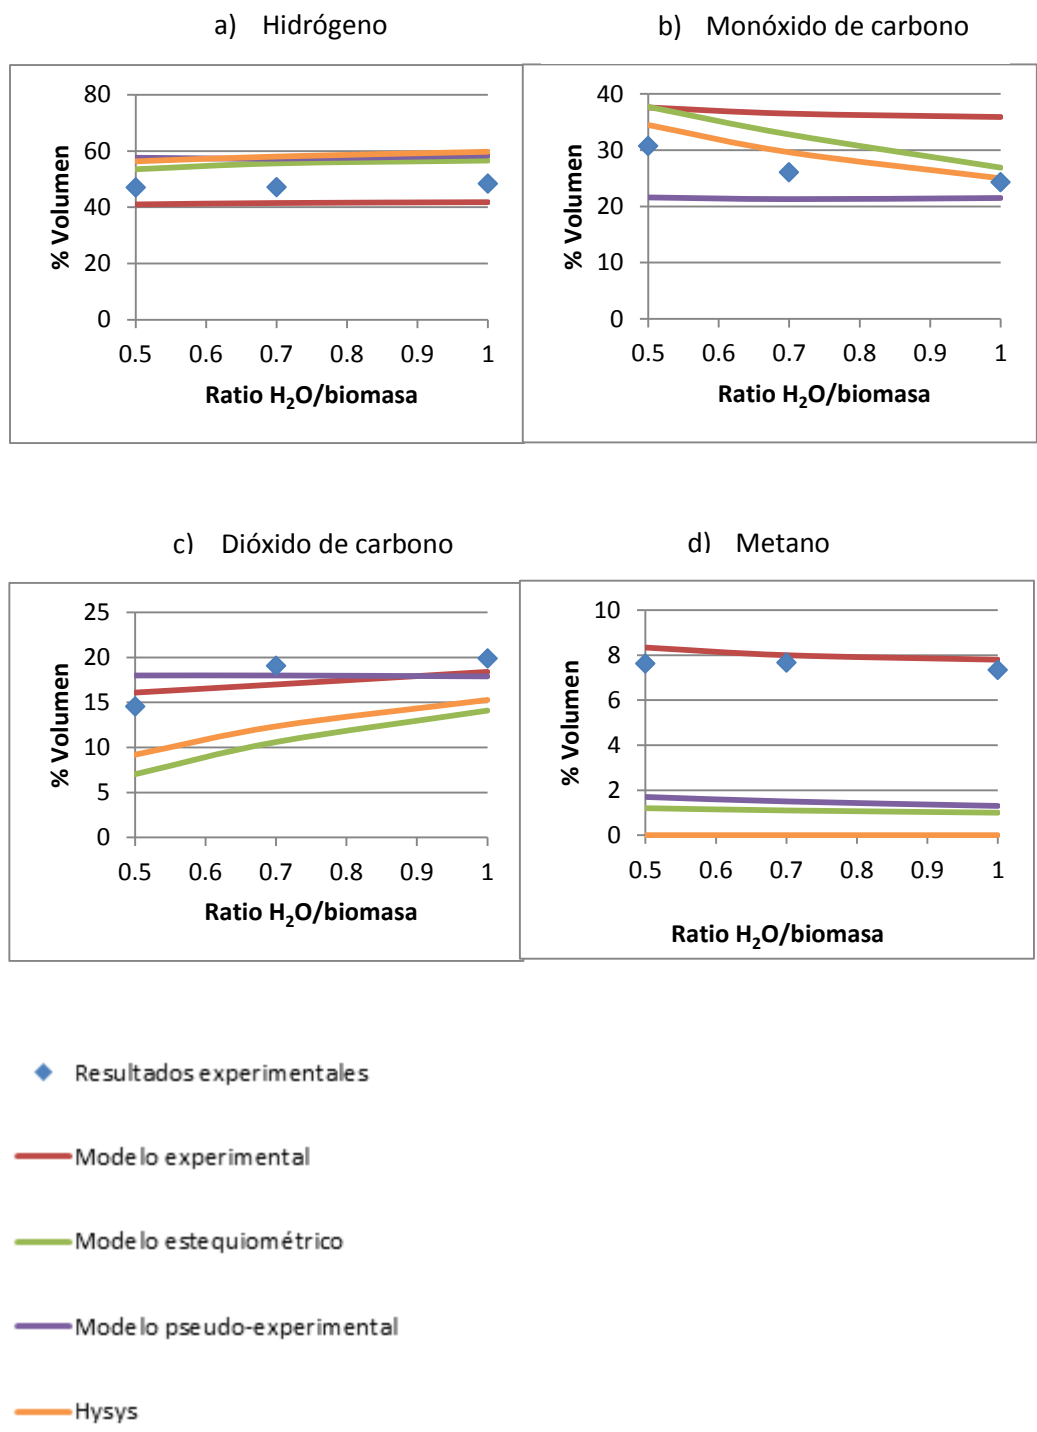 a) Hidrógeno
80
60
40
20
0
% Volumen
0.5 0.6 0.7 0.8 0.9 1
Ratio H₂O/biomasa
b) Monóxido de carbono
40
30
20
10
0
% Volumen
0.5 0.6 0.7 0.8 0.9 1
Ratio H₂O/biomasa
c) Dióxido de carbono
25
20
15
10
5
0
% Volumen
0.5 0.6 0.7 0.8 0.9 1
Ratio H₂O/biomasa
d) Metano
10
8
6
4
2
0
% Volumen
0.5 0.6 0.7 0.8 0.9 1
Ratio H₂O/biomasa
Resultados experimentales
Modelo experimental
Modelo estequiométrico
Modelo pseudo-experimental
Hysys